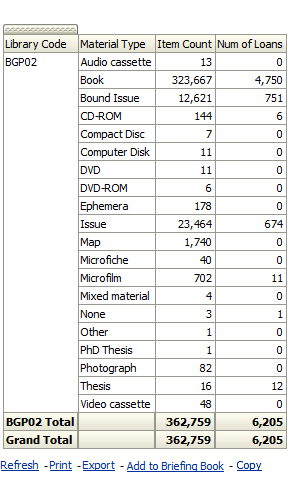 Library Code Material Type Item Count Num of Loans
BGP02 Audio cassette 13 0
Book 323,667 4,750
Bound Issue 12,621 751
CD-ROM 144 6
Compact Disc 7 0
Computer Disk 11 0
DVD 11 0
DVD-ROM 6 0
Ephemera 178 0
Issue 23,464 674
Map 1,740 0
Microfiche 40 0
Microfilm 702 11
Mixed material 4 0
None 3 1
Other 1 0
PhD Thesis 1 0
Photograph 82 0
Thesis 16 12
Video cassette 48 0
BGP02 Total 362,759 6,205
Grand Total 362,759 6,205
Refresh - Print - Export - Add to Briefing Book - Copy